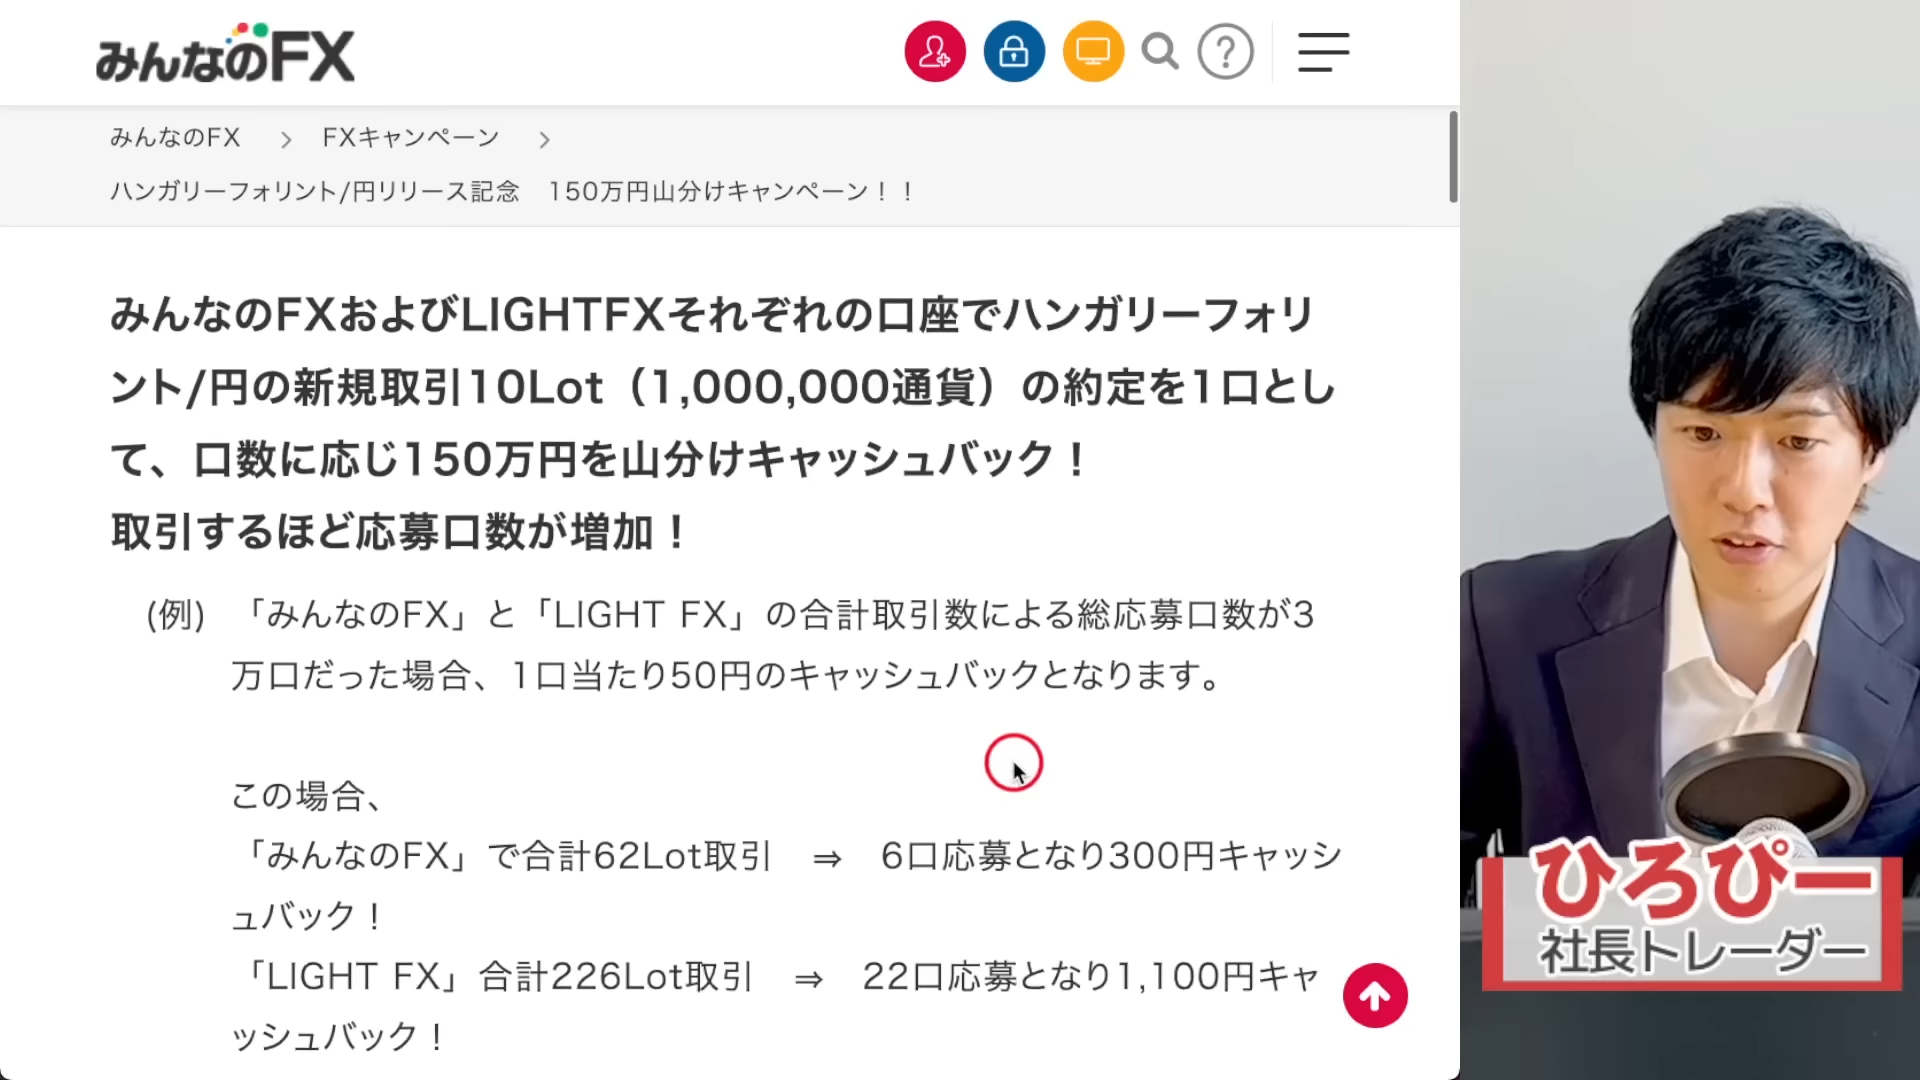 みんなのFX
みんなのFX > FXキャンペーン >
ハンガリーフォリント/円リリース記念　150万円山分けキャンペーン！！
みんなのFXおよびLIGHTFXそれぞれの口座でハンガリーフォリ
ント/円の新規取引10Lot（1,000,000通貨）の約定を1口とし
て、口数に応じ150万円を山分けキャッシュバック！
取引するほど応募口数が増加！
(例)　「みんなのFX」と「LIGHT FX」の合計取引数による総応募口数が3
万口だった場合、1口当たり50円のキャッシュバックとなります。
この場合、
「みんなのFX」で合計62Lot取引　⇒　6口応募となり300円キャッシ
ュバック！
「LIGHT FX」合計226Lot取引　⇒　22口応募となり1,100円キャ
ッシュバック！
ひろぴー
社長トレーダー